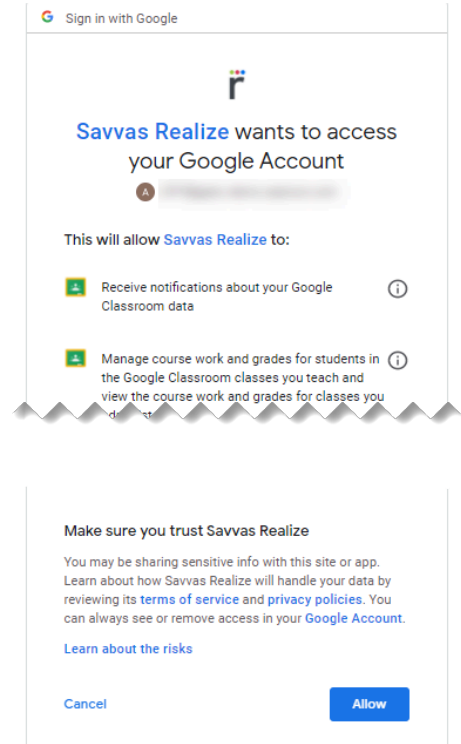 Sign in with Google
Savvas Realize wants to access
your Google Account
A
This will allow Savvas Realize to:
Receive notifications about your Google
Classroom data
Manage course work and grades for students in
the Google Classroom classes you teach and
view the course work and grades for classes you
Make sure you trust Savvas Realize
You may be sharing sensitive info with this site or app.
Learn about how Savvas Realize will handle your data by
reviewing its terms of service and privacy policies. You
can always see or remove access in your Google Account.
Learn about the risks
Cancel
Allow